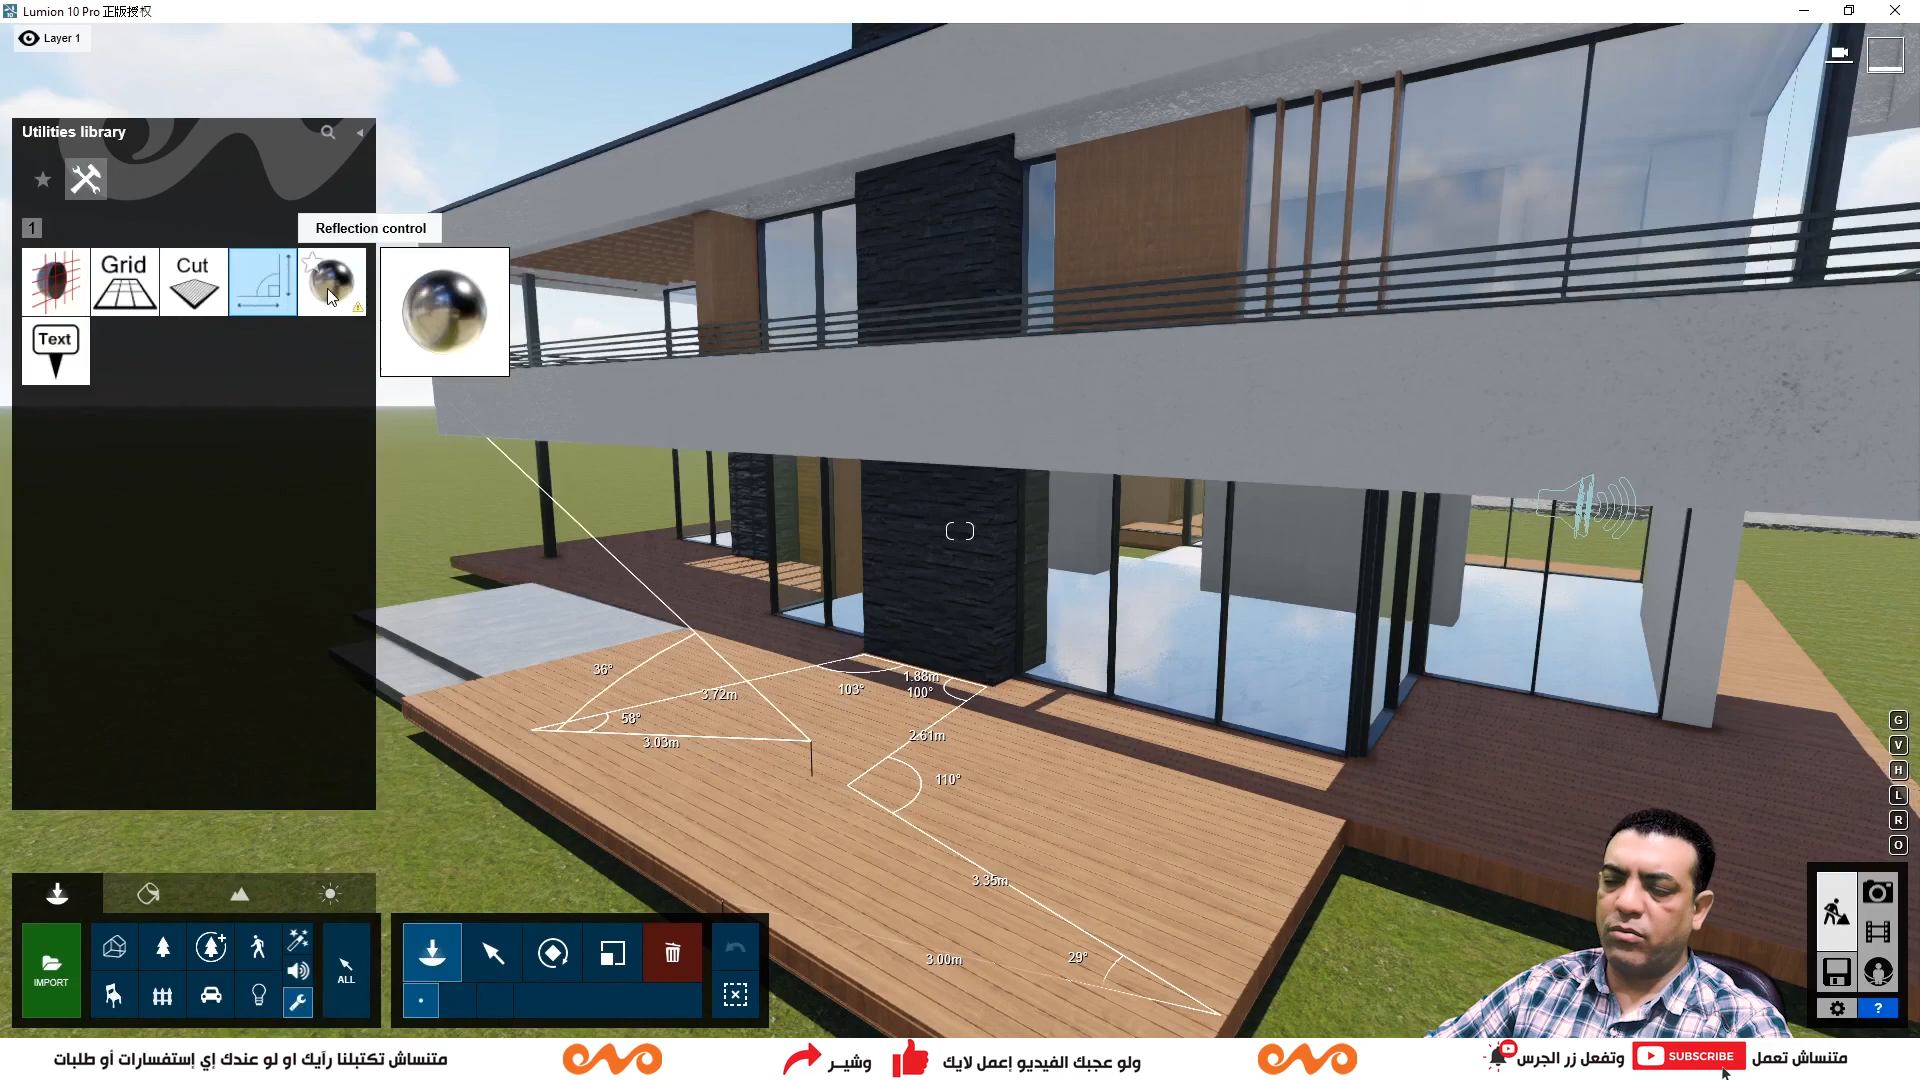 Lumion 10 Pro 正版授权
Layer 1
Utilities library
1
Reflection control
Grid
Cut
Text
36°
3.72m
103°
1.88m
100°
58°
3.03m
2.61m
110°
3.35m
3.00m
29°
G
V
H
L
R
O
IMPORT
ALL
?
متنساش تكتبلنا رآيك او لو عندك إي إستفسارات أو طلبات
وشيـر
ولو عجبك الفيديو إعمل لايك
وتفعل زر الجرس
SUBSCRIBE
متنساش تعمل